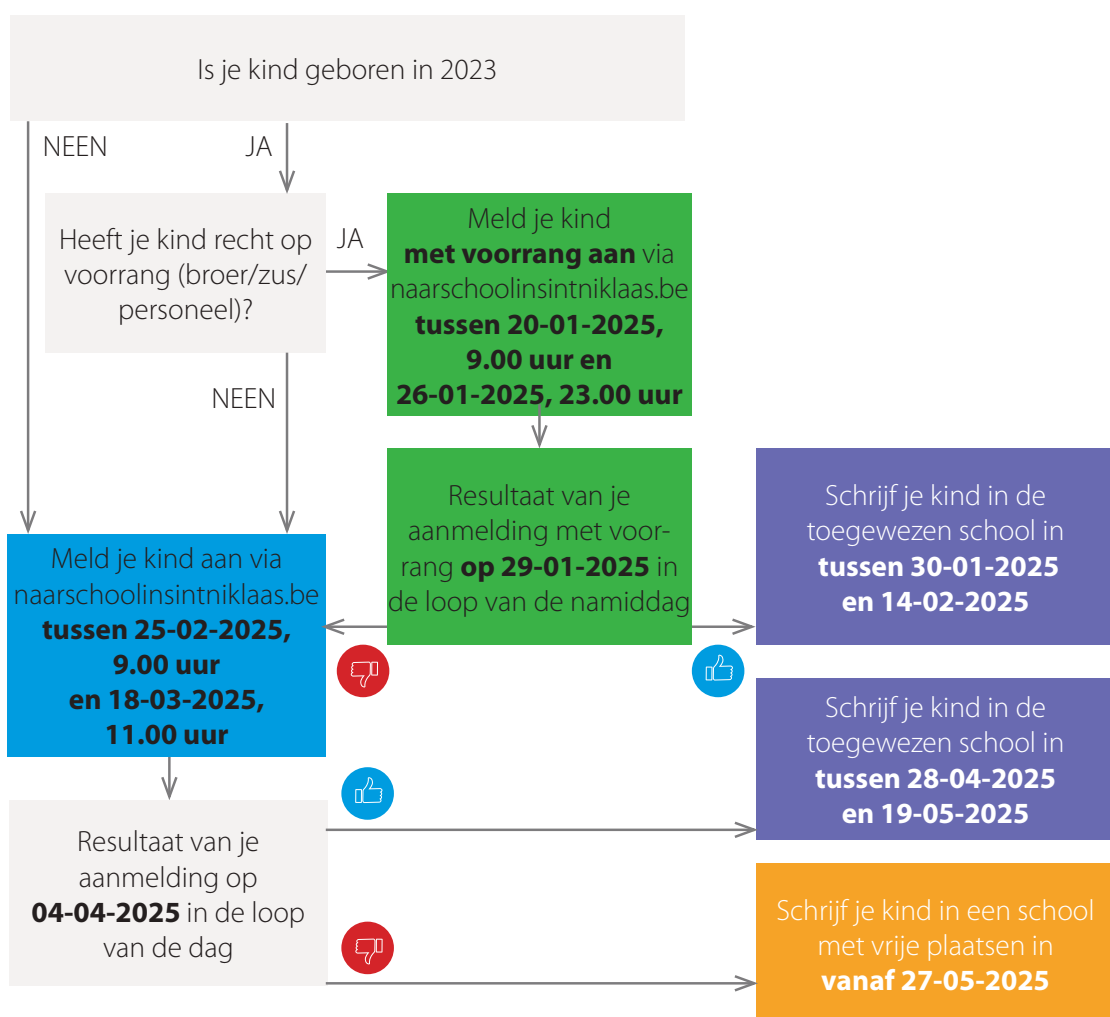 Is je kind geboren in 2023
NEEN
JA
Heeft je kind recht op
voorrang (broer/zus/
personeel)?
JA
NEEN
Meld je kind
met voorrang aan via
naarschoolinsintniklaas.be
tussen 20-01-2025,
9.00 uur en
26-01-2025, 23.00 uur
Resultaat van je
aanmelding met voor-
rang op 29-01-2025 in
de loop van de namiddag
Schrijf je kind in de
toegewezen school in
tussen 30-01-2025
en 14-02-2025
Meld je kind aan via
naarschoolinsintniklaas.be
tussen 25-02-2025,
9.00 uur
en 18-03-2025,
11.00 uur
Schrijf je kind in de
toegewezen school in
tussen 28-04-2025
en 19-05-2025
Resultaat van je
aanmelding op
04-04-2025 in de loop
van de dag
Schrijf je kind in een school
met vrije plaatsen in
vanaf 27-05-2025